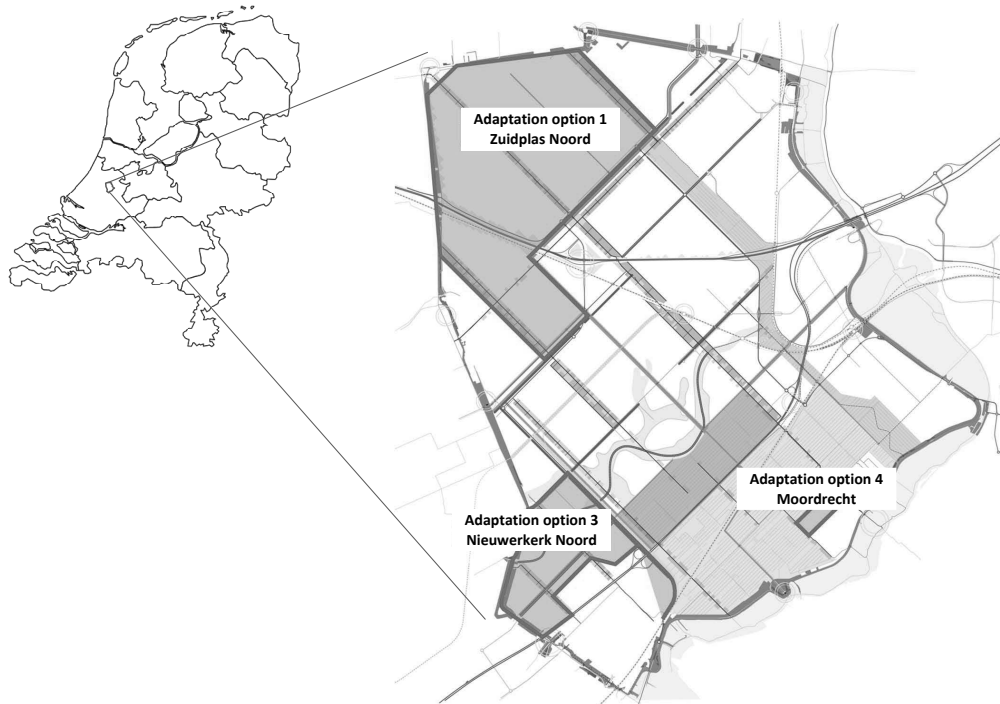 Adaptation option 1
Zuidplas Noord
Adaptation option 4
Moordrecht
Adaptation option 3
Nieuwerkerk Noord